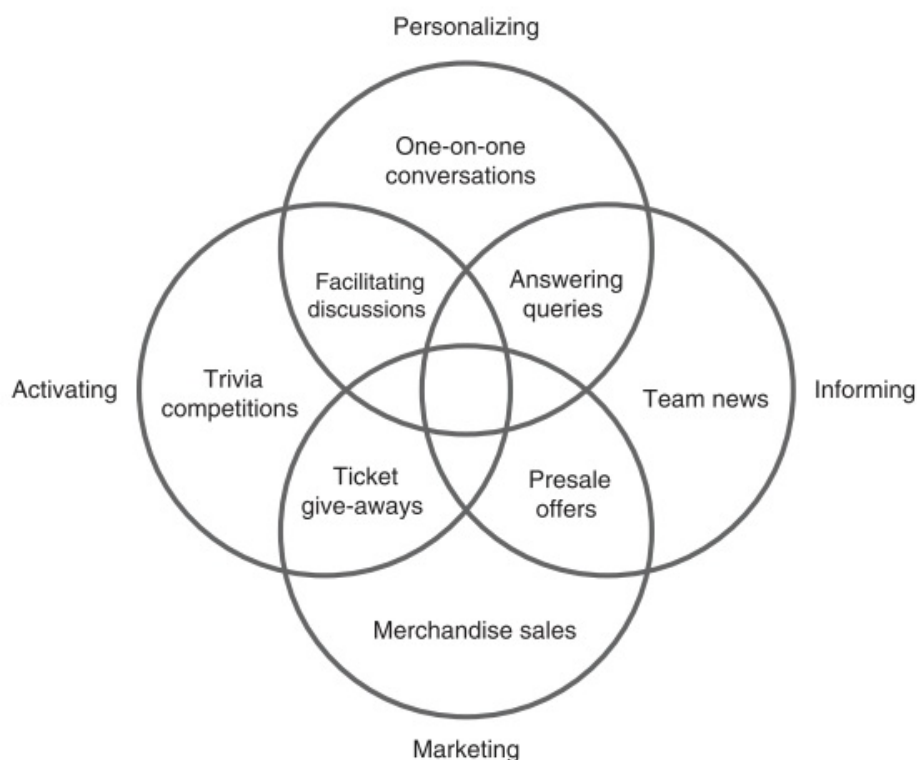 Personalizing
One-on-one
conversations
Facilitating
discussions
Answering
queries
Activating
Trivia
competitions
Team news
Informing
Ticket
give-aways
Presale
offers
Merchandise sales
Marketing